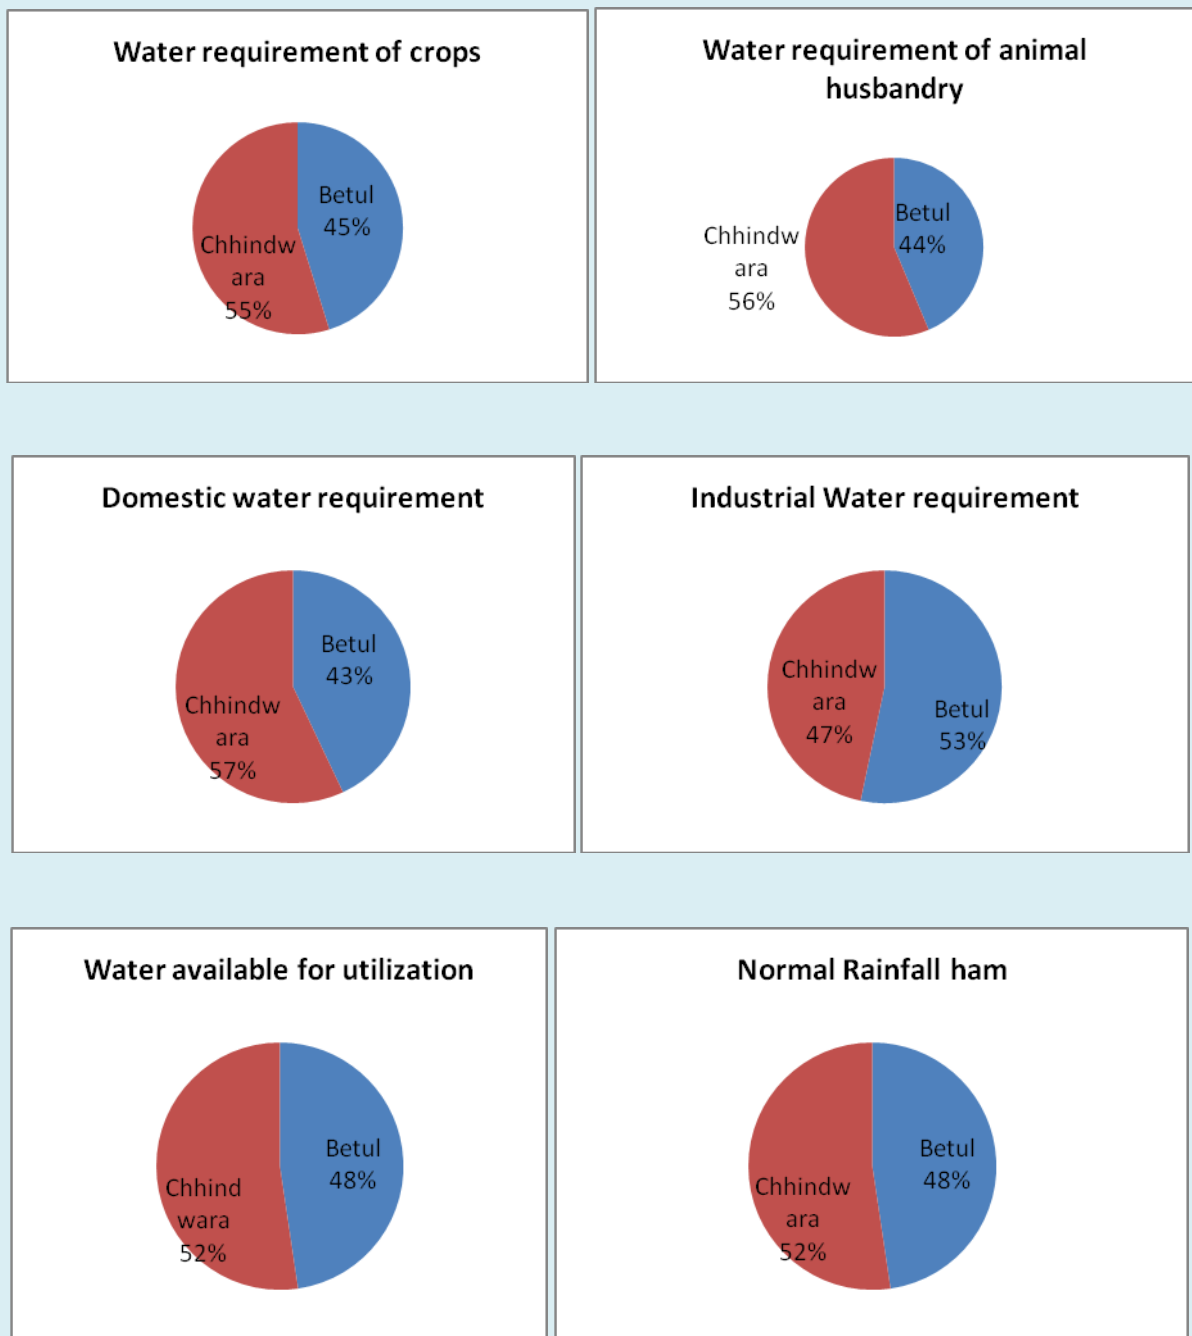 Water requirement of crops
Betul
45%
Chhindw
ara
55%
Water requirement of animal
husbandry
Betul
44%
Chhindw
ara
56%
Domestic water requirement
Betul
43%
Chhindw
ara
57%
Industrial Water requirement
Chhindw
ara
47%
Betul
53%
Water available for utilization
Betul
48%
Chhind
wara
52%
Normal Rainfall ham
Betul
48%
Chhindw
ara
52%